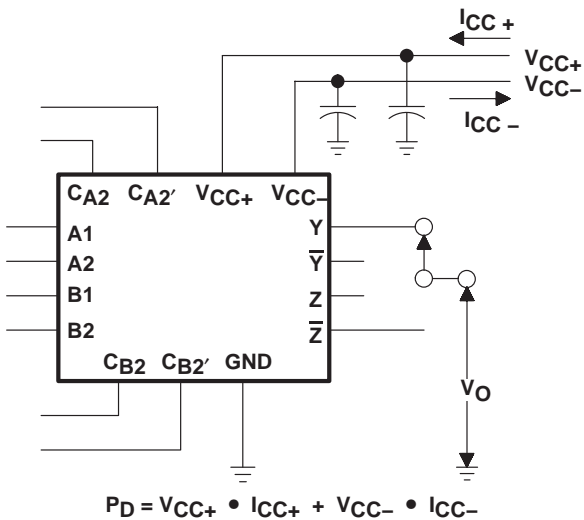 ICC +
VCC+
VCC–
ICC –
CA2 CA2′ VCC+ VCC–
A1 Y
A2 Y̅
B1 Z
B2 Z̅
CB2 CB2′ GND
VO
PD = VCC+ • ICC+ + VCC– • ICC–